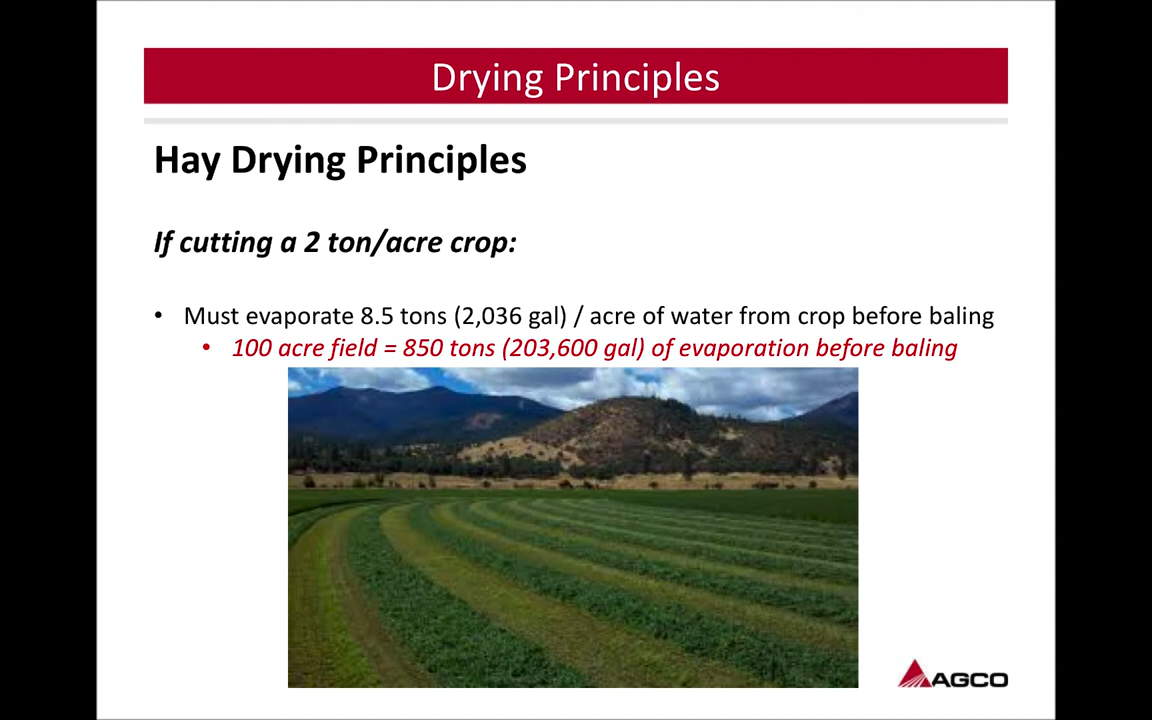 Drying Principles
Hay Drying Principles
If cutting a 2 ton/acre crop:
• Must evaporate 8.5 tons (2,036 gal) / acre of water from crop before baling
• 100 acre field = 850 tons (203,600 gal) of evaporation before baling
AGCO